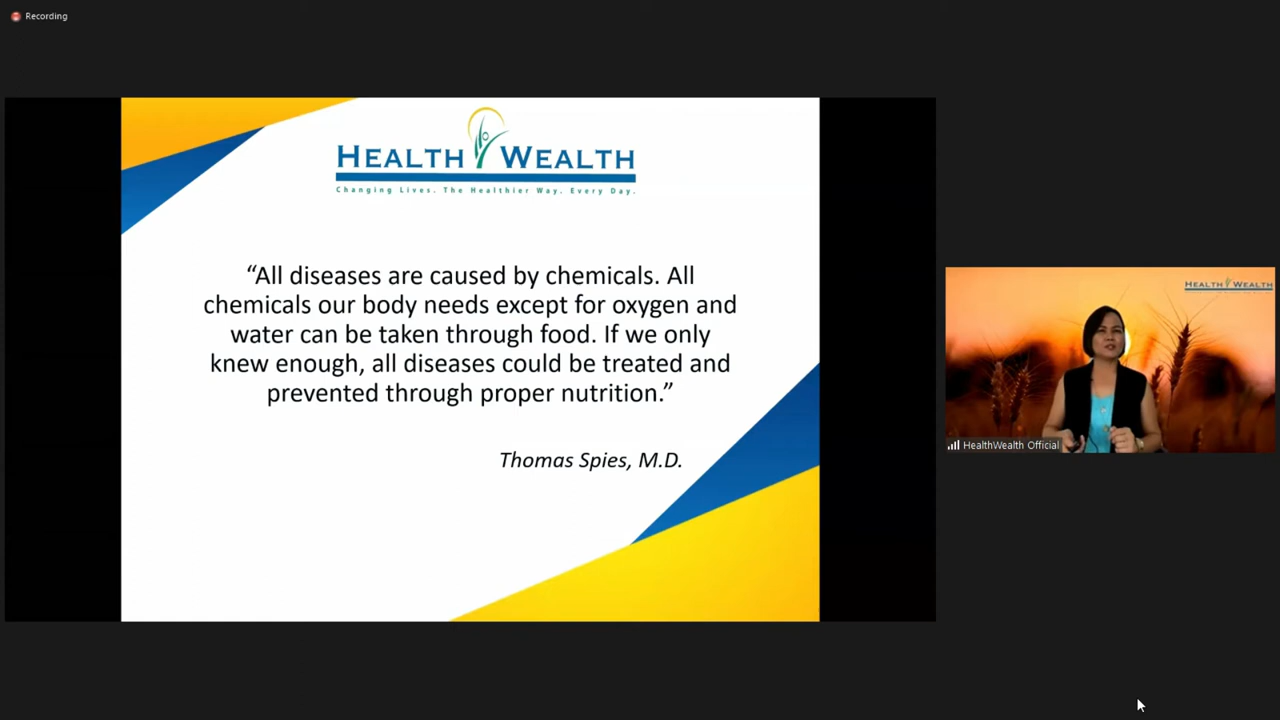 Recording
HEALTH WEALTH
Changing Lives. The Healthier Way. Every Day.
“All diseases are caused by chemicals. All
chemicals our body needs except for oxygen and
water can be taken through food. If we only
knew enough, all diseases could be treated and
prevented through proper nutrition.”
Thomas Spies, M.D.
HEALTH WEALTH
HealthWealth Official